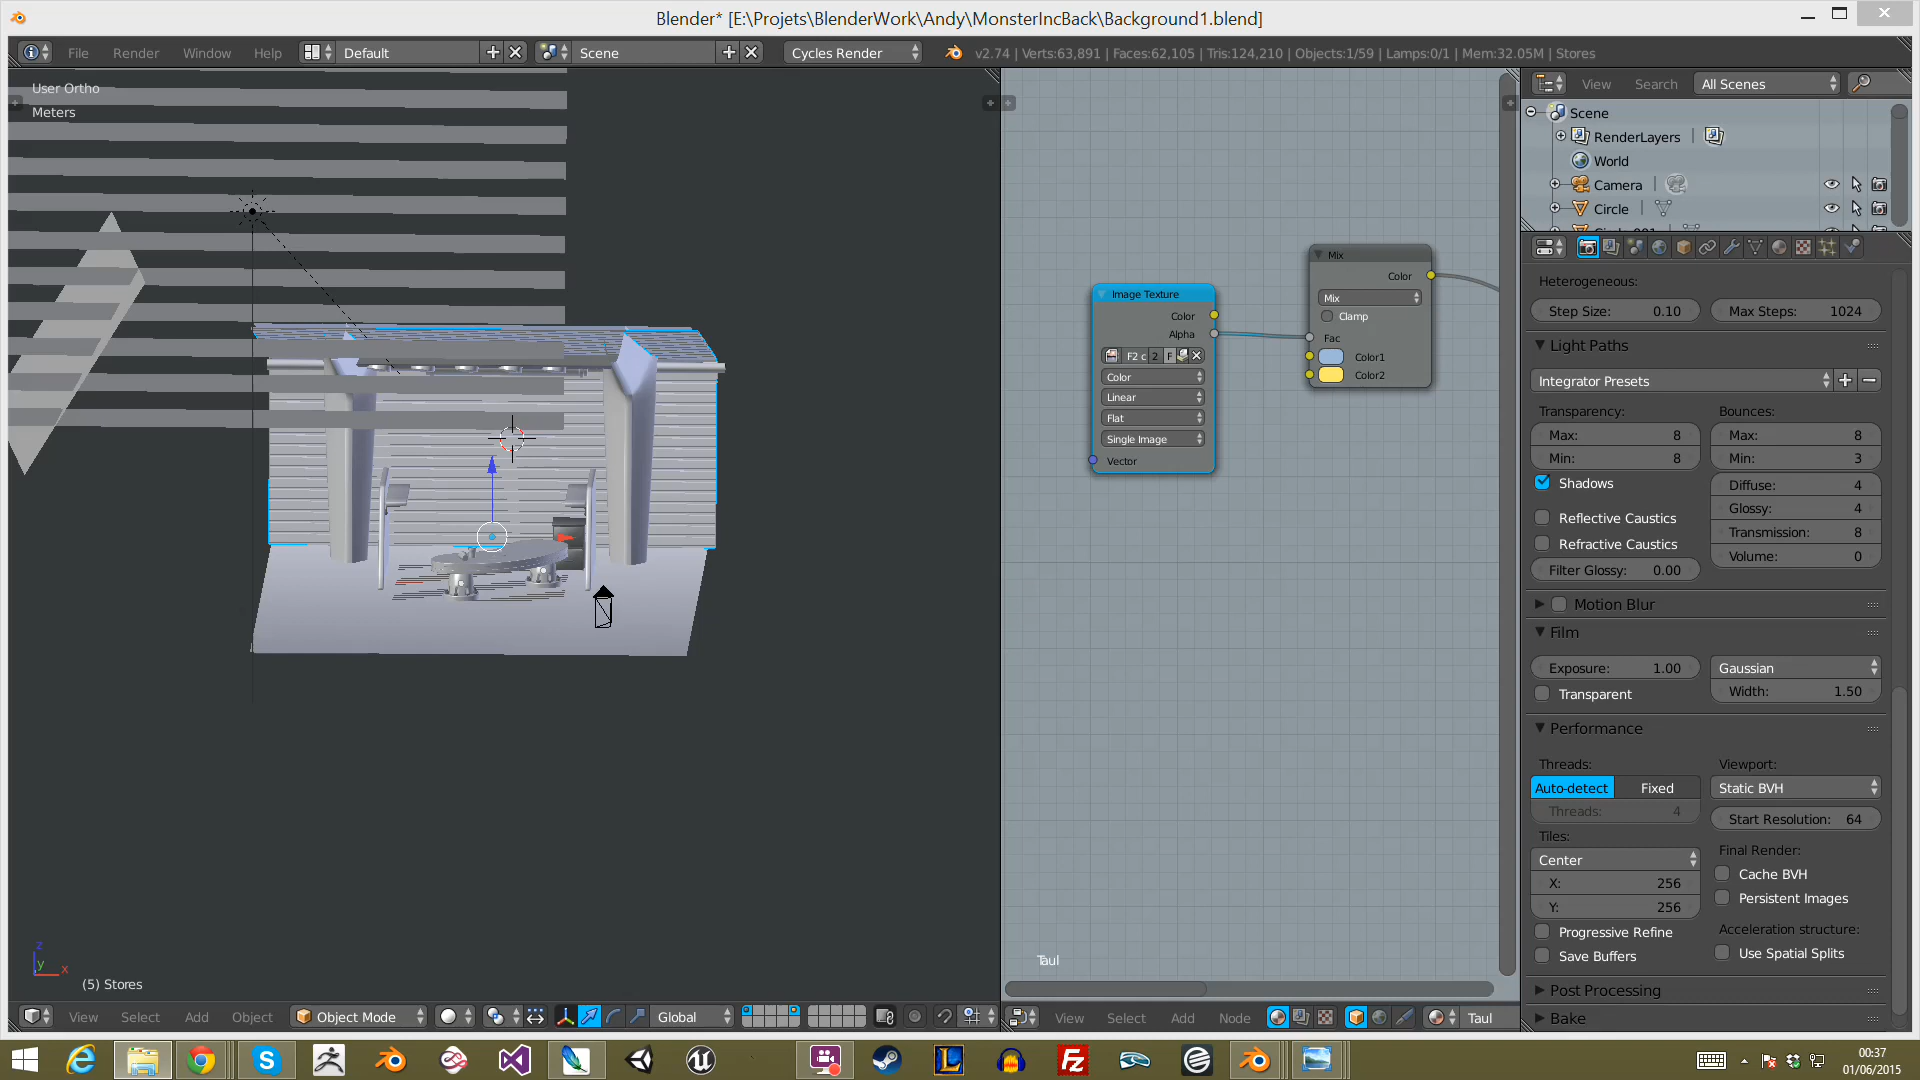 Blender* [E:\Projets\BlenderWork\Andy\MonsterIncBack\Background1.blend]
File Render Window Help Default Scene Cycles Render v2.74 | Verts:63,891 | Faces:62,105 | Tris:124,210 | Objects:1/59 | Lamps:0/1 | Mem:32.05M | Stores
User Ortho
Meters
(5) Stores
z
y
x
View Select Add Object Object Mode Global
Image Texture
Color
Alpha
F2 c 2 F
Color
Linear
Flat
Single Image
Vector
Mix
Color
Mix
Clamp
Fac
Color1
Color2
Taul
View Select Add Node Taul
View Search All Scenes
Scene
RenderLayers
World
Camera
Circle
Heterogeneous:
Step Size: 0.10 Max Steps: 1024
Light Paths
Integrator Presets
Transparency: Bounces:
Max: 8 Max: 8
Min: 8 Min: 3
Shadows Diffuse: 4
Glossy: 4
Reflective Caustics Transmission: 8
Refractive Caustics Volume: 0
Filter Glossy: 0.00
Motion Blur
Film
Exposure: 1.00 Gaussian
Transparent Width: 1.50
Performance
Threads: Viewport:
Auto-detect Fixed Static BVH
Threads: 4 Start Resolution: 64
Tiles: Final Render:
Center Cache BVH
X: 256 Persistent Images
Y: 256
Progressive Refine Acceleration structure:
Save Buffers Use Spatial Splits
Post Processing
Bake
00:37
01/06/2015